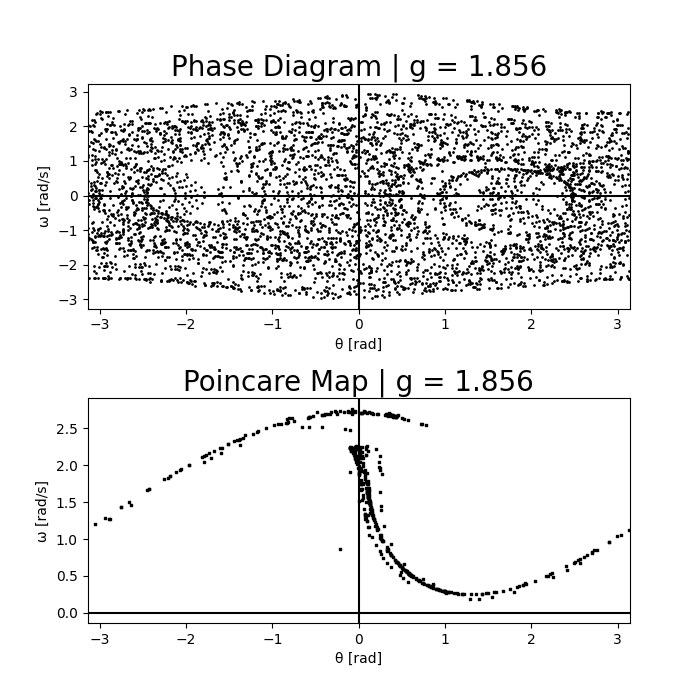 Phase Diagram | g = 1.856
3
2
1
0
−1
−2
−3
ω [rad/s]
−3 −2 −1 0 1 2 3
θ [rad]
Poincare Map | g = 1.856
2.5
2.0
1.5
1.0
0.5
0.0
ω [rad/s]
−3 −2 −1 0 1 2 3
θ [rad]